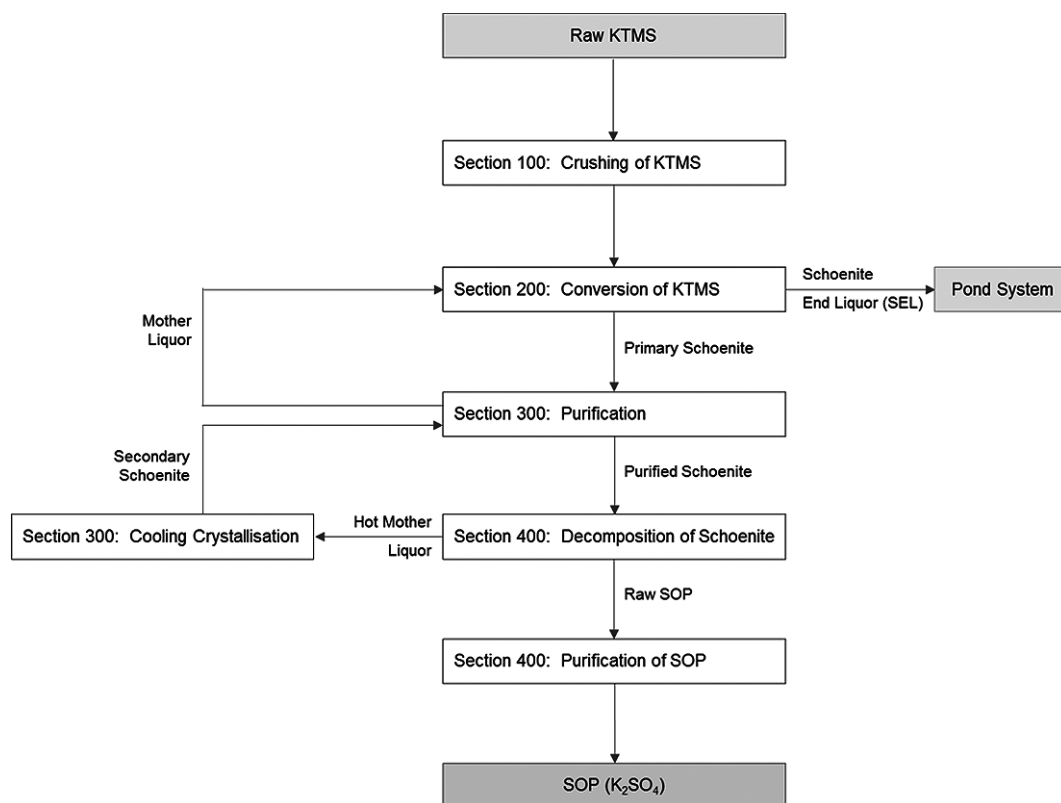 Raw KTMS
Section 100: Crushing of KTMS
Section 200: Conversion of KTMS
Schoenite
End Liquor (SEL)
Pond System
Mother
Liquor
Primary Schoenite
Section 300: Purification
Secondary
Schoenite
Purified Schoenite
Section 300: Cooling Crystallisation
Hot Mother
Liquor
Section 400: Decomposition of Schoenite
Raw SOP
Section 400: Purification of SOP
SOP (K₂SO₄)